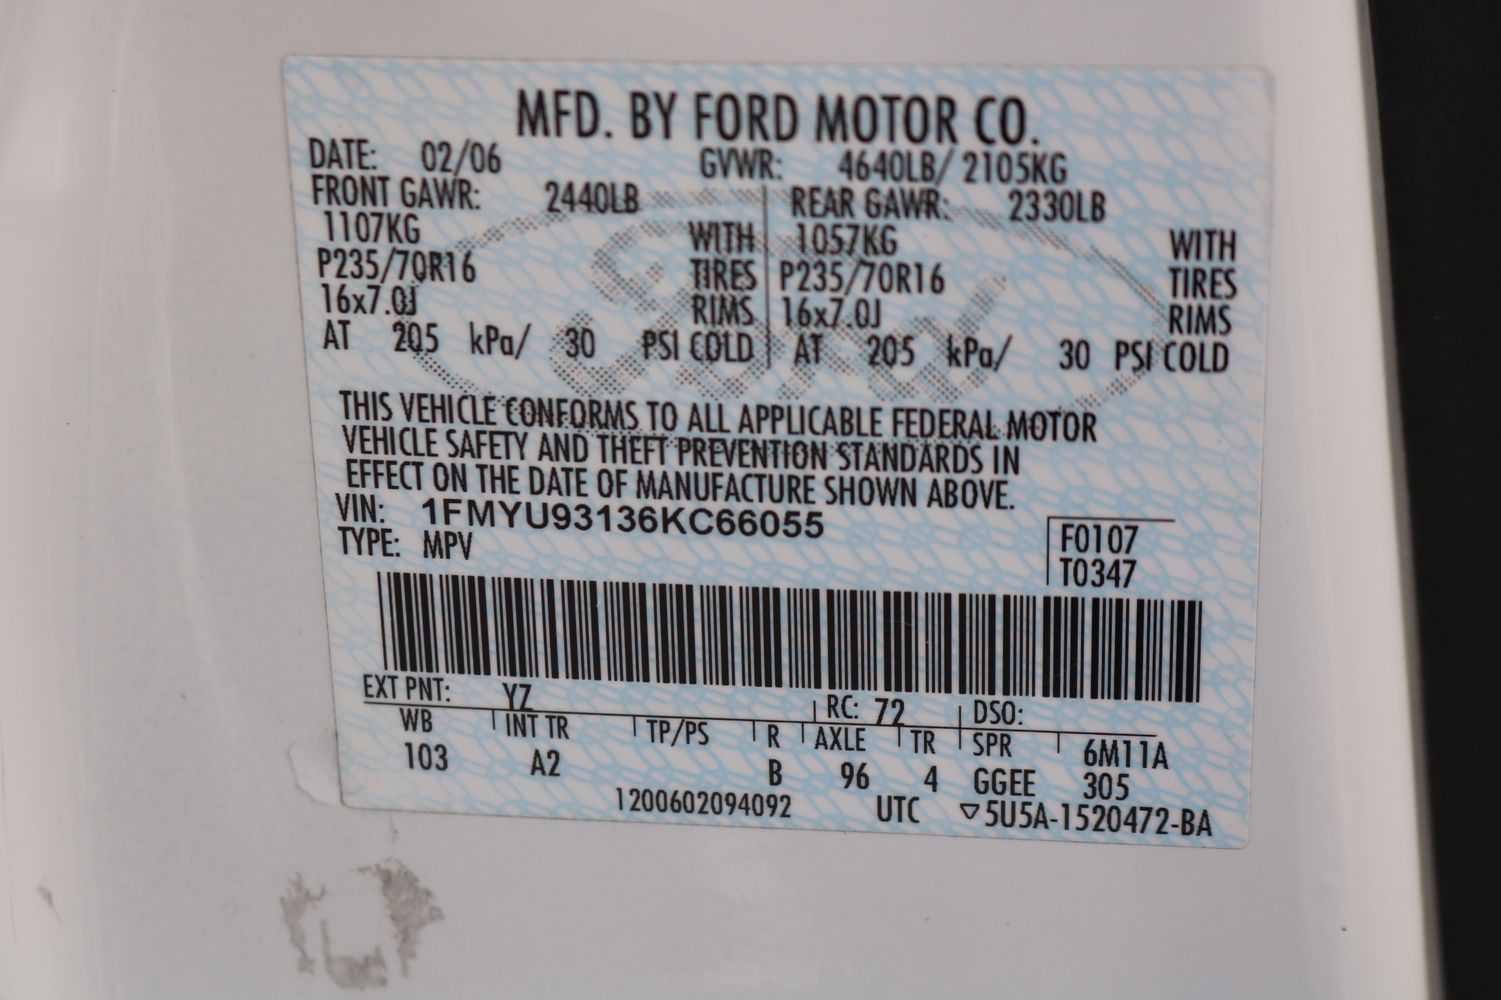 MFD. BY FORD MOTOR CO.
DATE: 02/06 GVWR: 4640LB/ 2105KG
FRONT GAWR: 2440LB REAR GAWR: 2330LB
1107KG WITH 1057KG WITH
P235/70R16 TIRES P235/70R16 TIRES
16x7.0J RIMS 16x7.0J RIMS
AT 205 kPa/ 30 PSI COLD AT 205 kPa/ 30 PSI COLD
Ford
THIS VEHICLE CONFORMS TO ALL APPLICABLE FEDERAL MOTOR
VEHICLE SAFETY AND THEFT PREVENTION STANDARDS IN
EFFECT ON THE DATE OF MANUFACTURE SHOWN ABOVE.
VIN: 1FMYU93136KC66055
F0107
TYPE: MPV
T0347
EXT PNT: YZ RC: 72 DSO:
WB INT TR TP/PS R AXLE TR SPR 6M11A
103 A2 B 96 4 GGEE 305
1200602094092 UTC ▽5U5A-1520472-BA